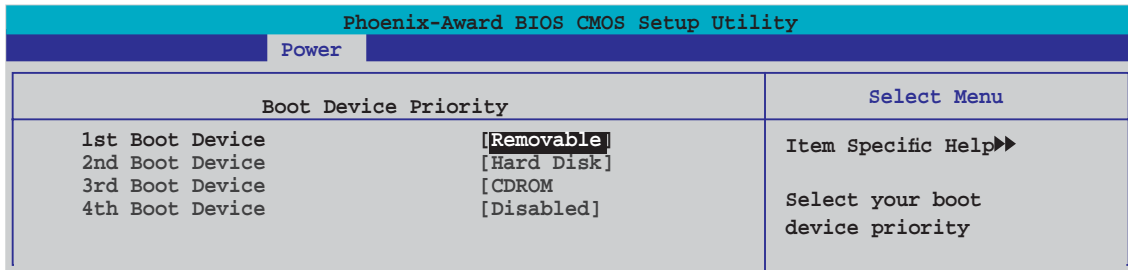 Phoenix-Award BIOS CMOS Setup Utility
Power
Boot Device Priority
Select Menu
1st Boot Device [Removable]
2nd Boot Device [Hard Disk]
3rd Boot Device [CDROM
4th Boot Device [Disabled]
Item Specific Help▶▶
Select your boot
device priority